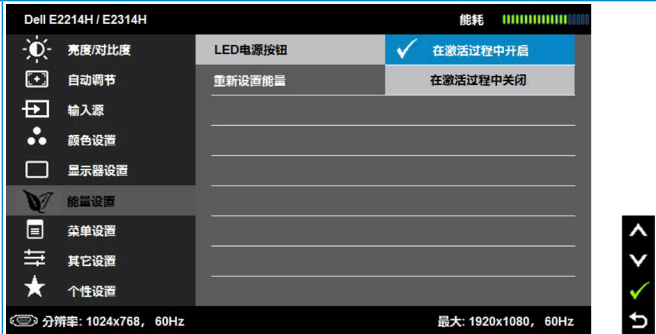 Dell E2214H / E2314H 能耗
亮度/对比度 LED电源按钮 在激活过程中开启
自动调节 重新设置能量 在激活过程中关闭
输入源
颜色设置
显示器设置
能量设置
菜单设置
其它设置
个性设置
分辨率: 1024x768, 60Hz 最大: 1920x1080, 60Hz